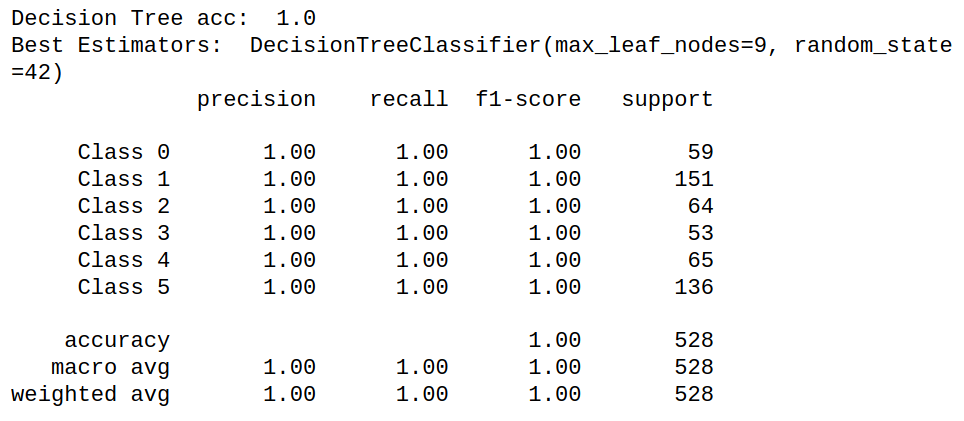 Decision Tree acc:  1.0
Best Estimators:  DecisionTreeClassifier(max_leaf_nodes=9, random_state
=42)
              precision    recall  f1-score   support

     Class 0       1.00      1.00      1.00        59
     Class 1       1.00      1.00      1.00       151
     Class 2       1.00      1.00      1.00        64
     Class 3       1.00      1.00      1.00        53
     Class 4       1.00      1.00      1.00        65
     Class 5       1.00      1.00      1.00       136

    accuracy                           1.00       528
   macro avg       1.00      1.00      1.00       528
weighted avg       1.00      1.00      1.00       528